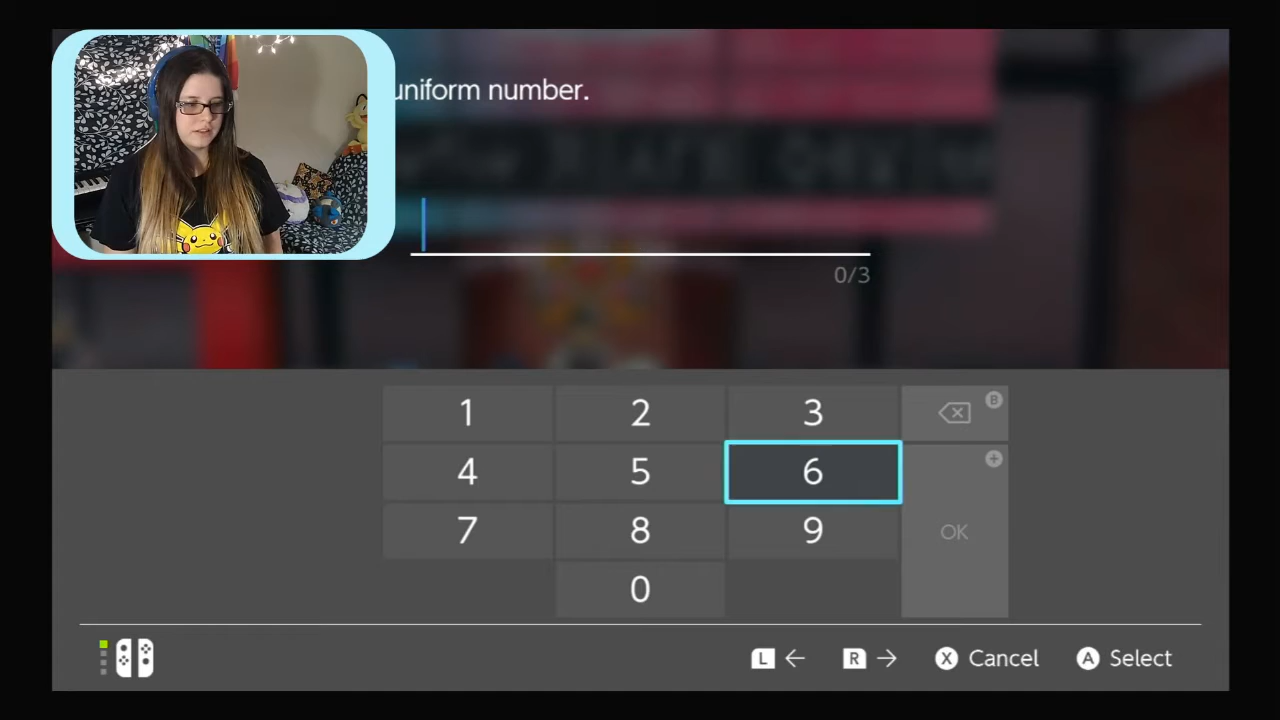 uniform number.
0/3
1 2 3 B
4 5 6 +
7 8 9 OK
0
L ← R → X Cancel A Select